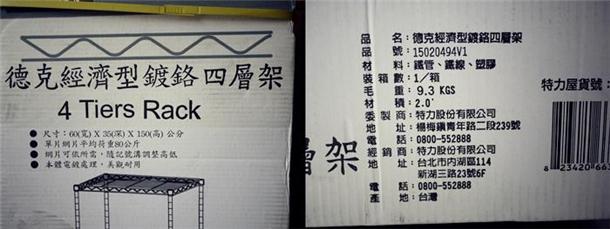 德克經濟型鍍鉻四層架
4 Tiers Rack
●尺寸：60(寬)X 35(深)X 150(高)公分
●單片網片平均荷重80公斤
●網片可依所需，隨記號溝調整高低
●本體電鍍處理，美觀耐用
品 名：德克經濟型鍍鉻四層架
品 號：15020494V1
材 料：鐵管、鐵線、塑膠
裝箱數：1／箱
毛 重：9.3 KGS
材 積：2.0'
委製商：特力股份有限公司
地 址：楊梅鎮青年路二段239號
電 話：0800-552888
經銷商：特力股份有限公司
地 址：台北市內湖區114
新湖三路23號6F
電 話：0800-552888
產 地：台灣
架
特力屋貨號：
823420